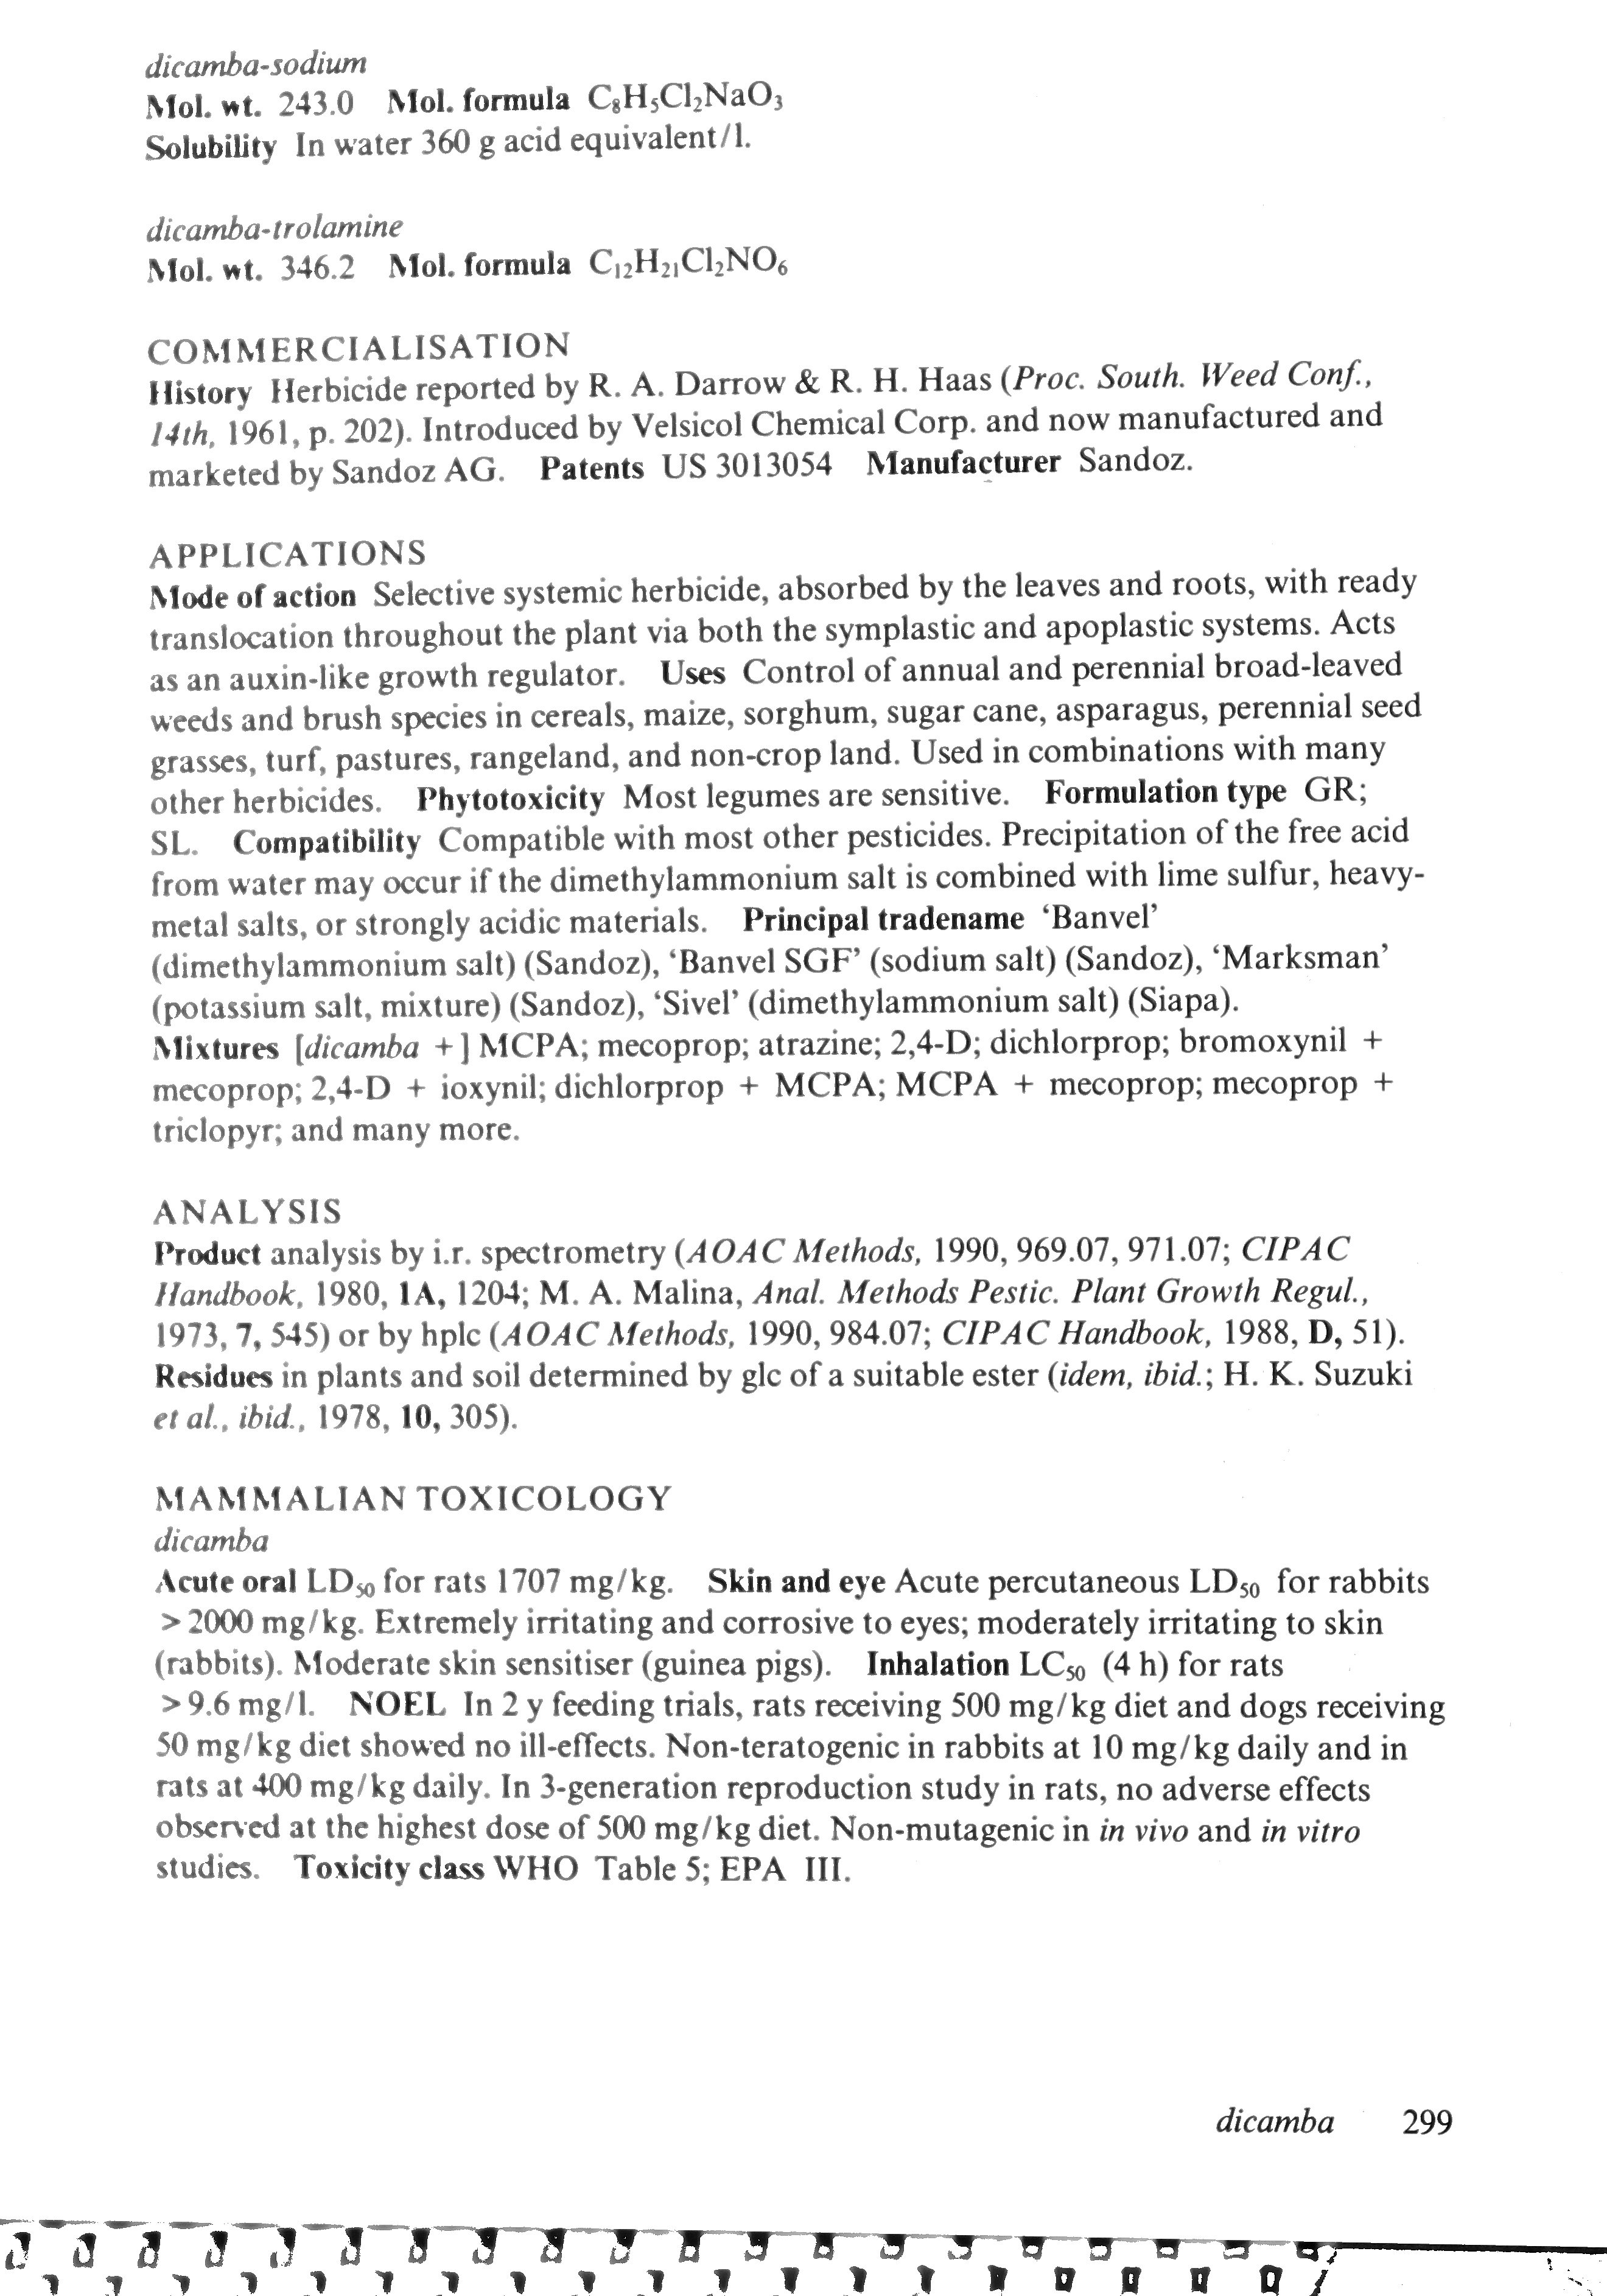 dicamba-sodium
Mol. wt. 243.0 Mol. formula C₈H₅Cl₂NaO₃
Solubility In water 360 g acid equivalent/l.
dicamba-trolamine
Mol. wt. 346.2 Mol. formula C₁₂H₂₁Cl₂NO₆
COMMERCIALISATION
History Herbicide reported by R. A. Darrow & R. H. Haas (Proc. South. Weed Conf.,
14th, 1961, p. 202). Introduced by Velsicol Chemical Corp. and now manufactured and
marketed by Sandoz AG. Patents US 3013054 Manufacturer Sandoz.
APPLICATIONS
Mode of action Selective systemic herbicide, absorbed by the leaves and roots, with ready
translocation throughout the plant via both the symplastic and apoplastic systems. Acts
as an auxin-like growth regulator. Uses Control of annual and perennial broad-leaved
weeds and brush species in cereals, maize, sorghum, sugar cane, asparagus, perennial seed
grasses, turf, pastures, rangeland, and non-crop land. Used in combinations with many
other herbicides. Phytotoxicity Most legumes are sensitive. Formulation type GR;
SL. Compatibility Compatible with most other pesticides. Precipitation of the free acid
from water may occur if the dimethylammonium salt is combined with lime sulfur, heavy-
metal salts, or strongly acidic materials. Principal tradename ‘Banvel’
(dimethylammonium salt) (Sandoz), ‘Banvel SGF’ (sodium salt) (Sandoz), ‘Marksman’
(potassium salt, mixture) (Sandoz), ‘Sivel’ (dimethylammonium salt) (Siapa).
Mixtures [dicamba +] MCPA; mecoprop; atrazine; 2,4-D; dichlorprop; bromoxynil +
mecoprop; 2,4-D + ioxynil; dichlorprop + MCPA; MCPA + mecoprop; mecoprop +
triclopyr; and many more.
ANALYSIS
Product analysis by i.r. spectrometry (AOAC Methods, 1990, 969.07, 971.07; CIPAC
Handbook, 1980, 1A, 1204; M. A. Malina, Anal. Methods Pestic. Plant Growth Regul.,
1973, 7, 545) or by hplc (AOAC Methods, 1990, 984.07; CIPAC Handbook, 1988, D, 51).
Residues in plants and soil determined by glc of a suitable ester (idem, ibid.; H. K. Suzuki
et al., ibid., 1978, 10, 305).
MAMMALIAN TOXICOLOGY
dicamba
Acute oral LD₅₀ for rats 1707 mg/kg. Skin and eye Acute percutaneous LD₅₀ for rabbits
>2000 mg/kg. Extremely irritating and corrosive to eyes; moderately irritating to skin
(rabbits). Moderate skin sensitiser (guinea pigs). Inhalation LC₅₀ (4 h) for rats
>9.6 mg/l. NOEL In 2 y feeding trials, rats receiving 500 mg/kg diet and dogs receiving
50 mg/kg diet showed no ill-effects. Non-teratogenic in rabbits at 10 mg/kg daily and in
rats at 400 mg/kg daily. In 3-generation reproduction study in rats, no adverse effects
observed at the highest dose of 500 mg/kg diet. Non-mutagenic in in vivo and in vitro
studies. Toxicity class WHO Table 5; EPA III.
dicamba 299